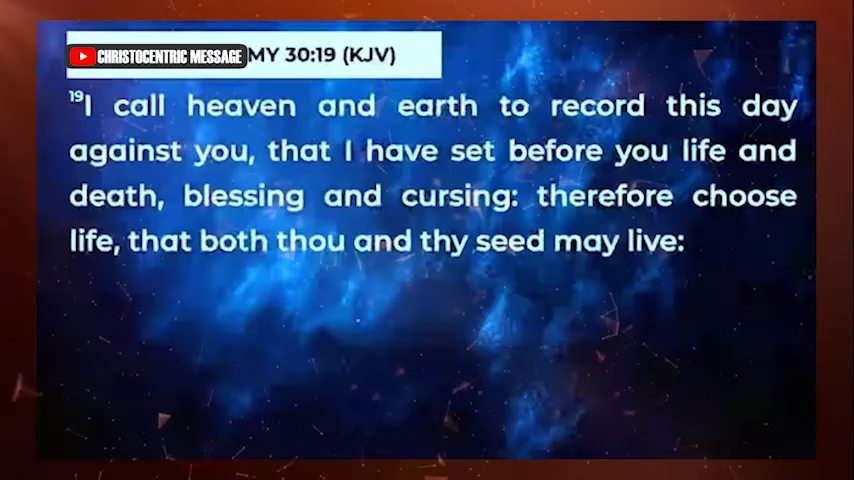 CHRISTOCENTRIC MESSAGE MY 30:19 (KJV)
19I call heaven and earth to record this day
against you, that I have set before you life and
death, blessing and cursing: therefore choose
life, that both thou and thy seed may live: